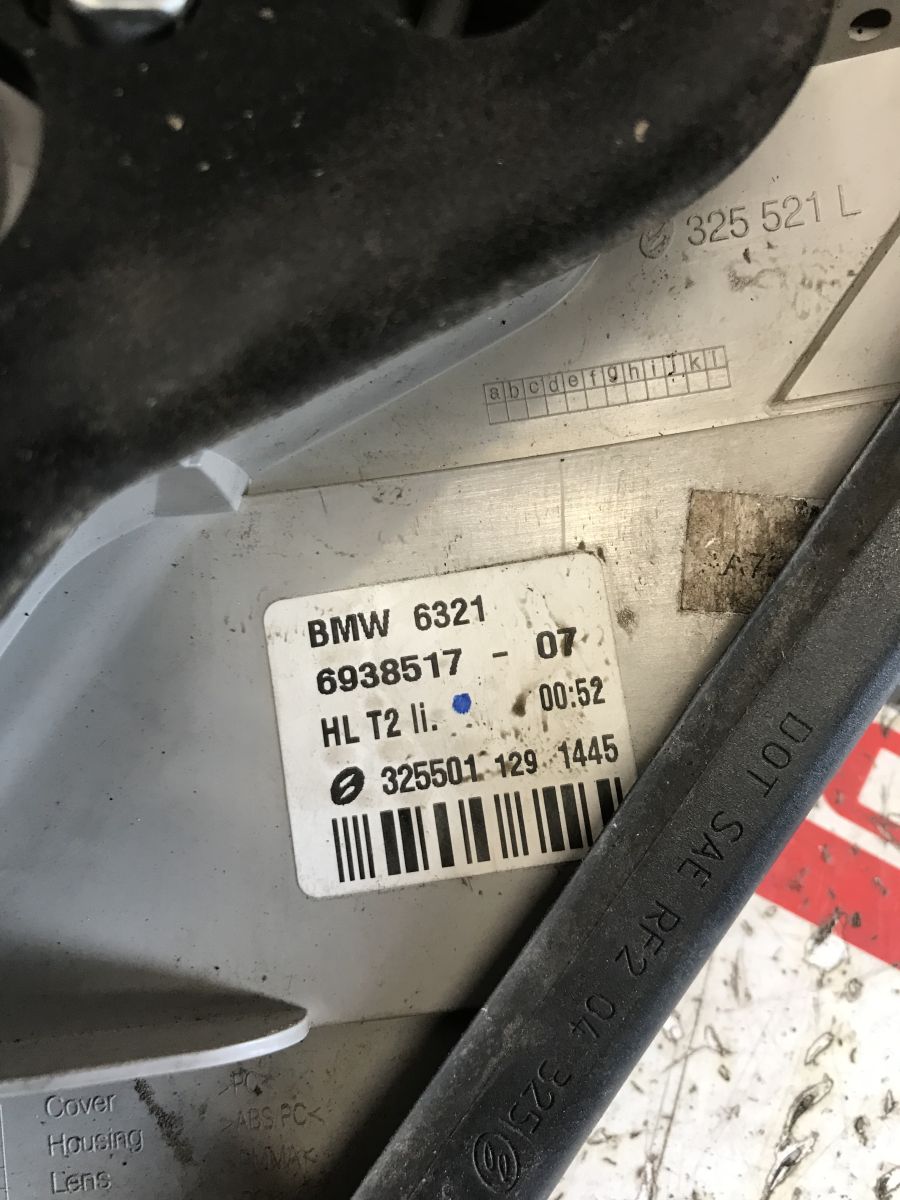 325 521 L
a b c d e f g h i j k l
BMW 6321
6938517 - 07
HL T2 li. 00:52
325501 129 1445
DOT SAE RF2 04 325
Cover >PC<
Housing >ABS PC<
Lens